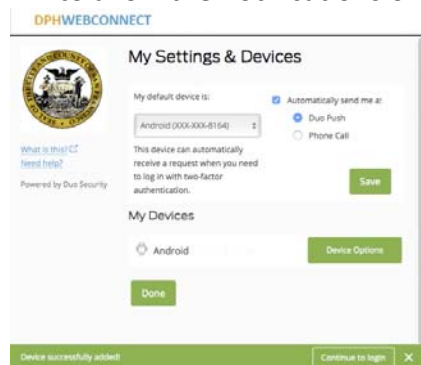 DPHWEBCONNECT
My Settings & Devices
My default device is:
Android (XXX-XXX-8164)
This device can automatically
receive a request when you need
to log in with two-factor
authentication.
Automatically send me a:
Duo Push
Phone Call
Save
What is this?
Need help?
Powered by Duo Security
My Devices
Android
Device Options
Done
Device successfully added!
Continue to login